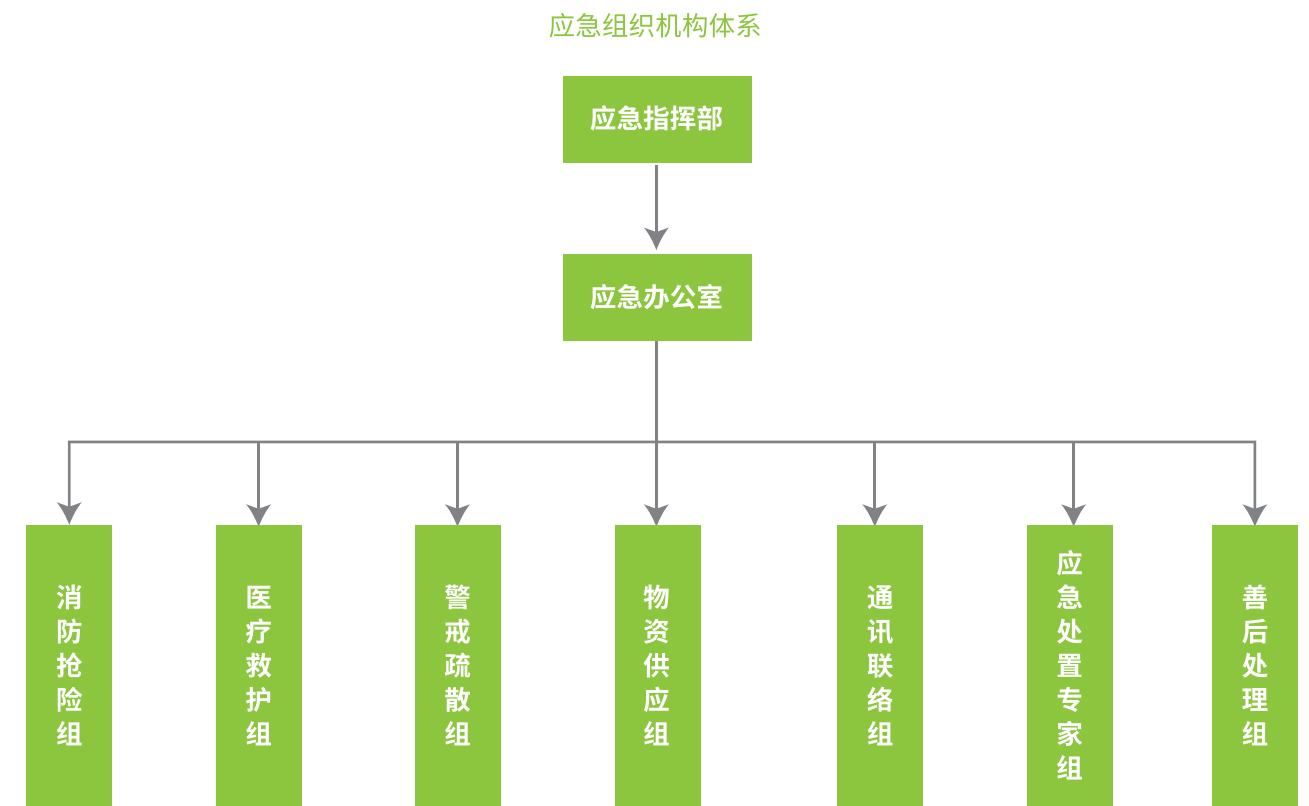 应急组织机构体系
应急指挥部
应急办公室
消防抢险组
医疗救护组
警戒疏散组
物资供应组
通讯联络组
应急处置专家组
善后处理组